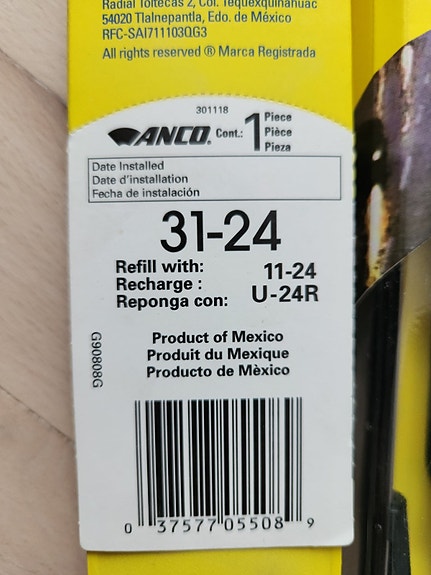 Radial Toltecas 2, Col. Tequexquinahuac
54020 Tlalnepantla, Edo. de México
RFC-SAI711103QG3
All rights reserved ® Marca Registrada
301118
ANCO. Cont.: 1 Piece
Pièce
Pieza
Date Installed
Date d'installation
Fecha de instalación
31-24
Refill with: 11-24
Recharge :
Reponga con: U-24R
G90808G
Product of Mexico
Produit du Mexique
Producto de Mèxico
0 37577 05508 9